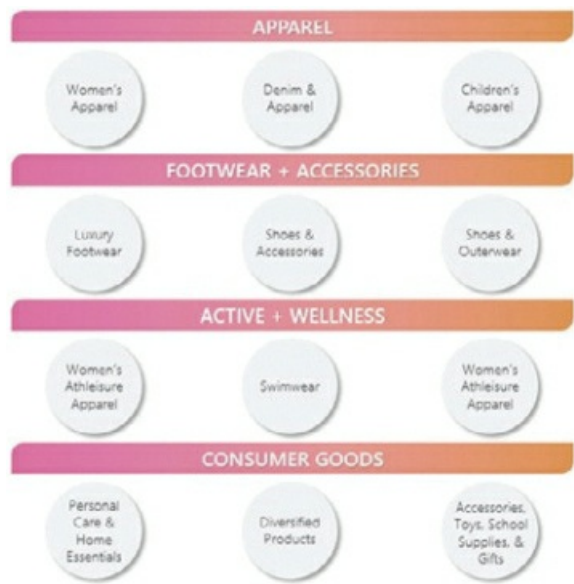 APPAREL
Women's
Apparel
Denim &
Apparel
Children's
Apparel
FOOTWEAR + ACCESSORIES
Luxury
Footwear
Shoes &
Accessories
Shoes &
Outerwear
ACTIVE + WELLNESS
Women's
Athleisure
Apparel
Swimwear
Women's
Athleisure
Apparel
CONSUMER GOODS
Personal
Care &
Home
Essentials
Diversified
Products
Accessories,
Toys, School
Supplies, &
Gifts